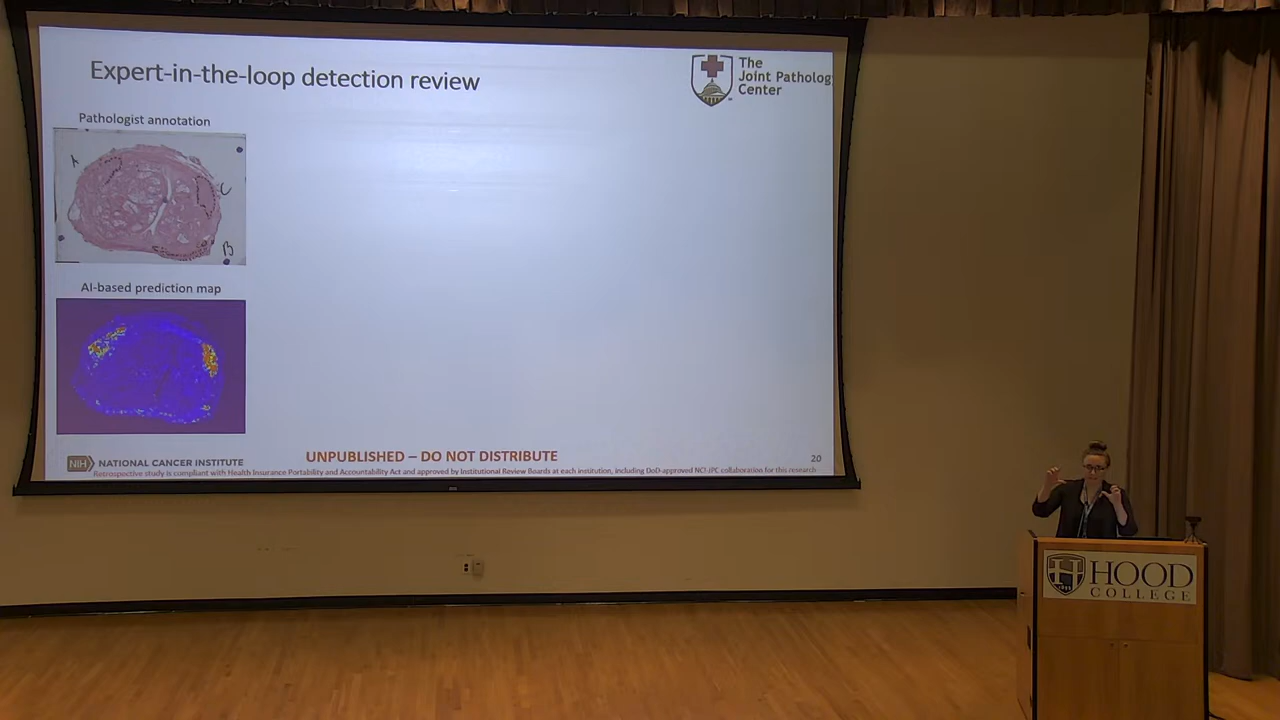 Expert-in-the-loop detection review
The
Joint Patholog
Center
Pathologist annotation
A
C
B
AI-based prediction map
NIH NATIONAL CANCER INSTITUTE
UNPUBLISHED – DO NOT DISTRIBUTE
20
Retrospective study is compliant with Health Insurance Portability and Accountability Act and approved by Institutional Review Boards at each institution, including DoD-approved NCI-JPC collaboration for this research
H HOOD
COLLEGE